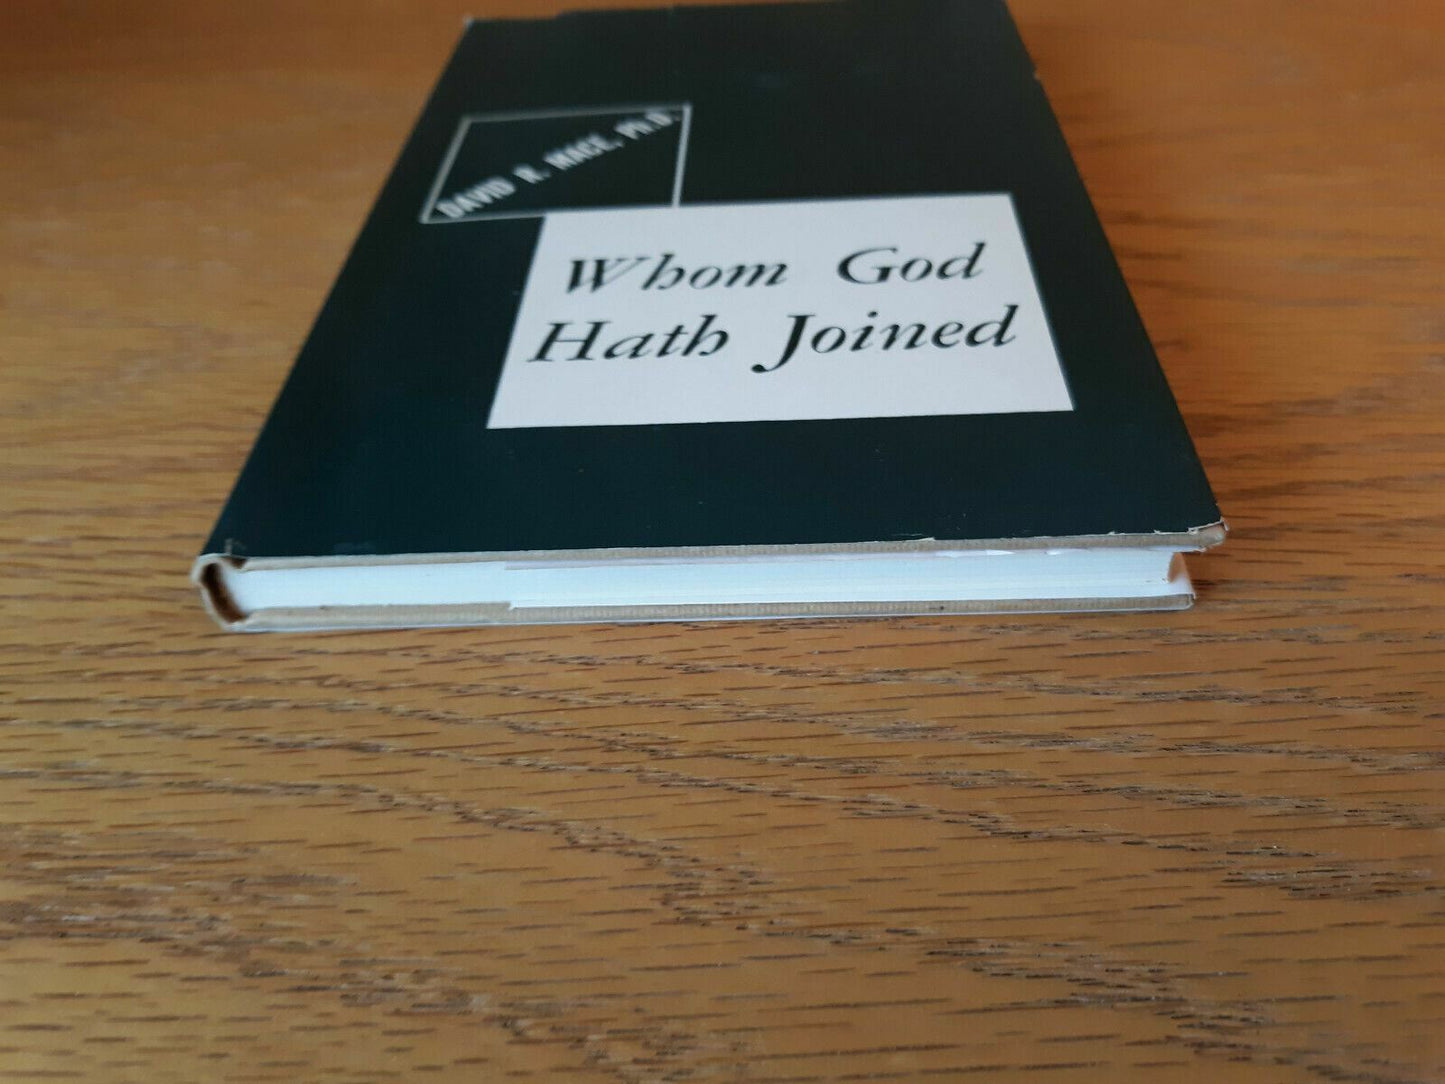 DAVID R. MACE, Ph.D.
Whom God
Hath Joined